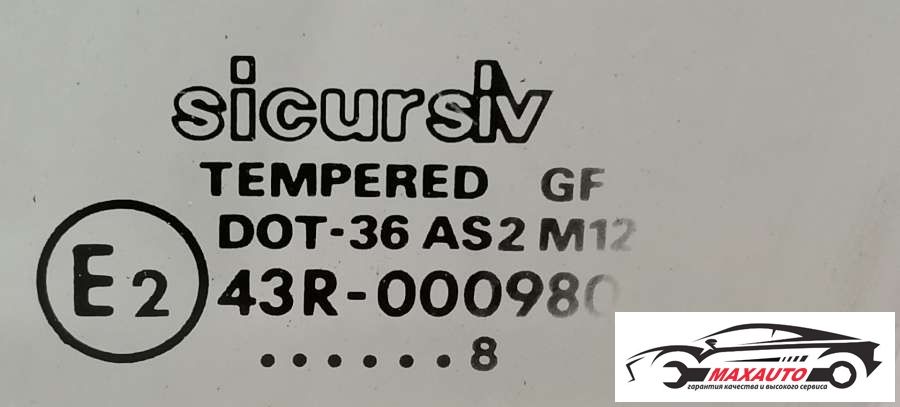 sicursiv
TEMPERED GF
DOT-36 AS2 M12
E2
43R-000980
. . . . . . 8
MAXAUTO
гарантия качества и высокого сервиса